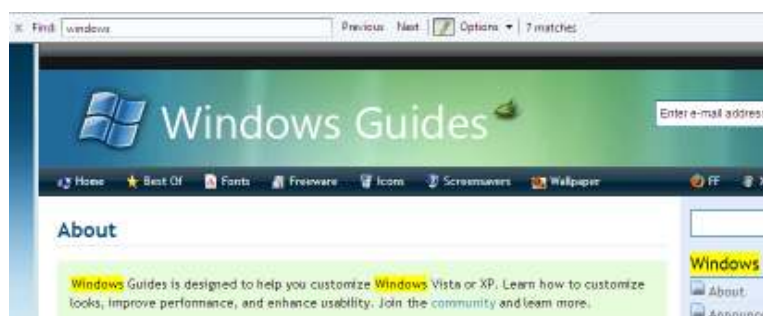 x Find: windows Previous Next Options 7 matches
Windows Guides
Enter e-mail address
Home Best Of Fonts Freeware Icons Screensavers Wallpaper FF X
About
Windows Guides is designed to help you customize Windows Vista or XP. Learn how to customize
looks, improve performance, and enhance usability. Join the community and learn more.
Windows
About
Announc